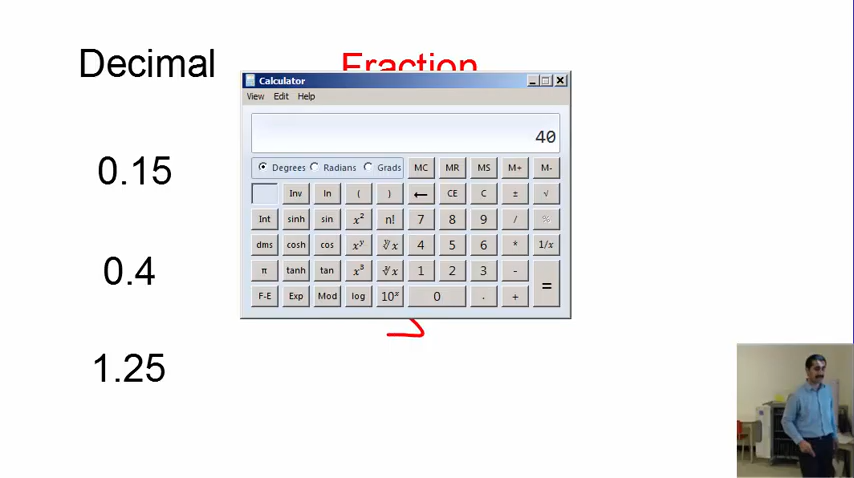 Decimal
Fraction
Calculator
View Edit Help
40
Degrees Radians Grads MC MR MS M+ M-
Inv ln ( ) ← CE C ± √
Int sinh sin x² n! 7 8 9 / %
dms cosh cos xʸ ʸ√x 4 5 6 * 1/x
π tanh tan x³ ³√x 1 2 3 - =
F-E Exp Mod log 10ˣ 0 . +
0.15
0.4
1.25